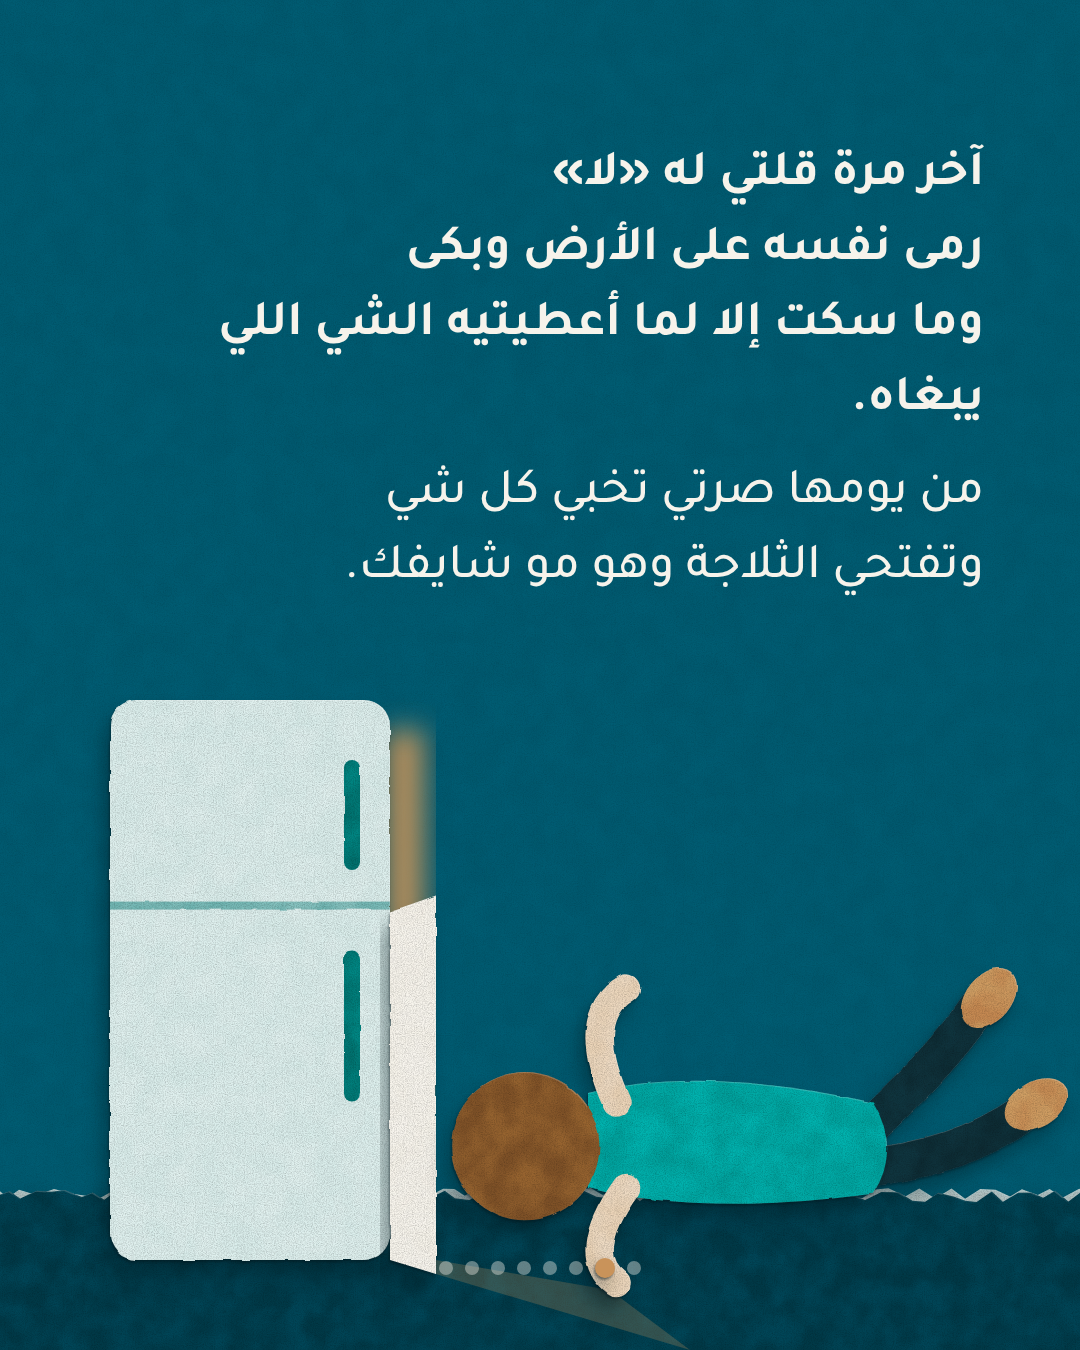 آخر مرة قلتي له «لا»
رمى نفسه على الأرض وبكى
وما سكت إلا لما أعطيتيه الشي اللي
يبغاه.
من يومها صرتي تخبي كل شي
وتفتحي الثلاجة وهو مو شايفك.